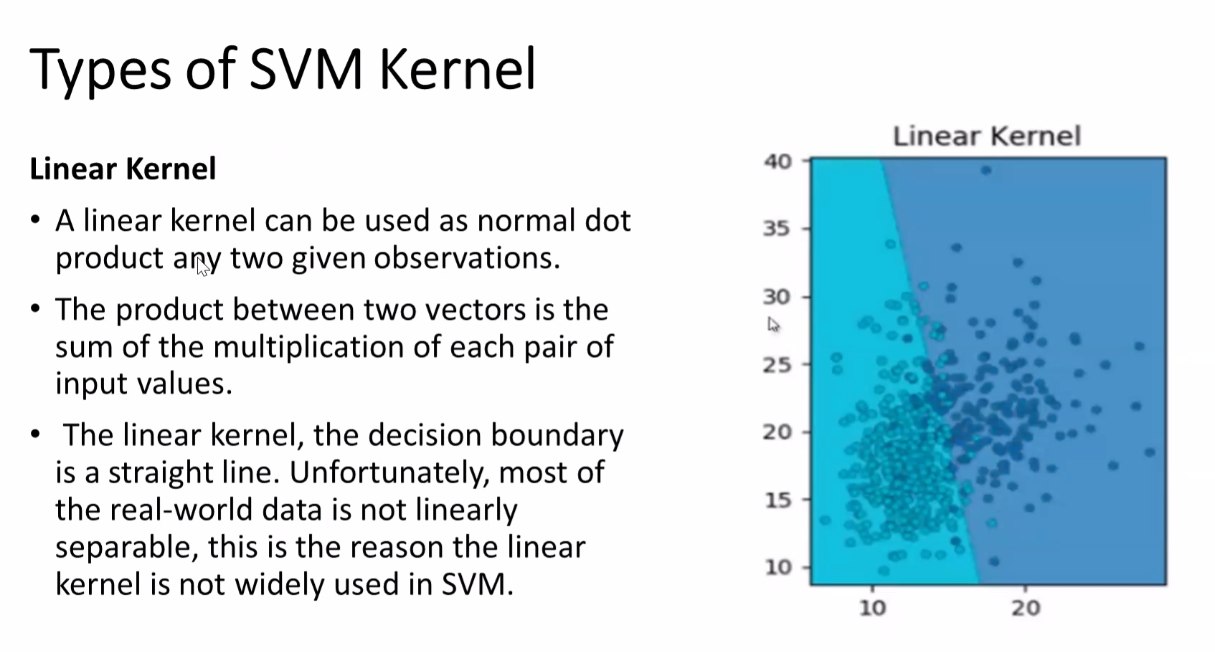 Types of SVM Kernel
Linear Kernel
• A linear kernel can be used as normal dot
product any two given observations.
• The product between two vectors is the
sum of the multiplication of each pair of
input values.
• The linear kernel, the decision boundary
is a straight line. Unfortunately, most of
the real-world data is not linearly
separable, this is the reason the linear
kernel is not widely used in SVM.
Linear Kernel
40
35
30
25
20
15
10
10 20